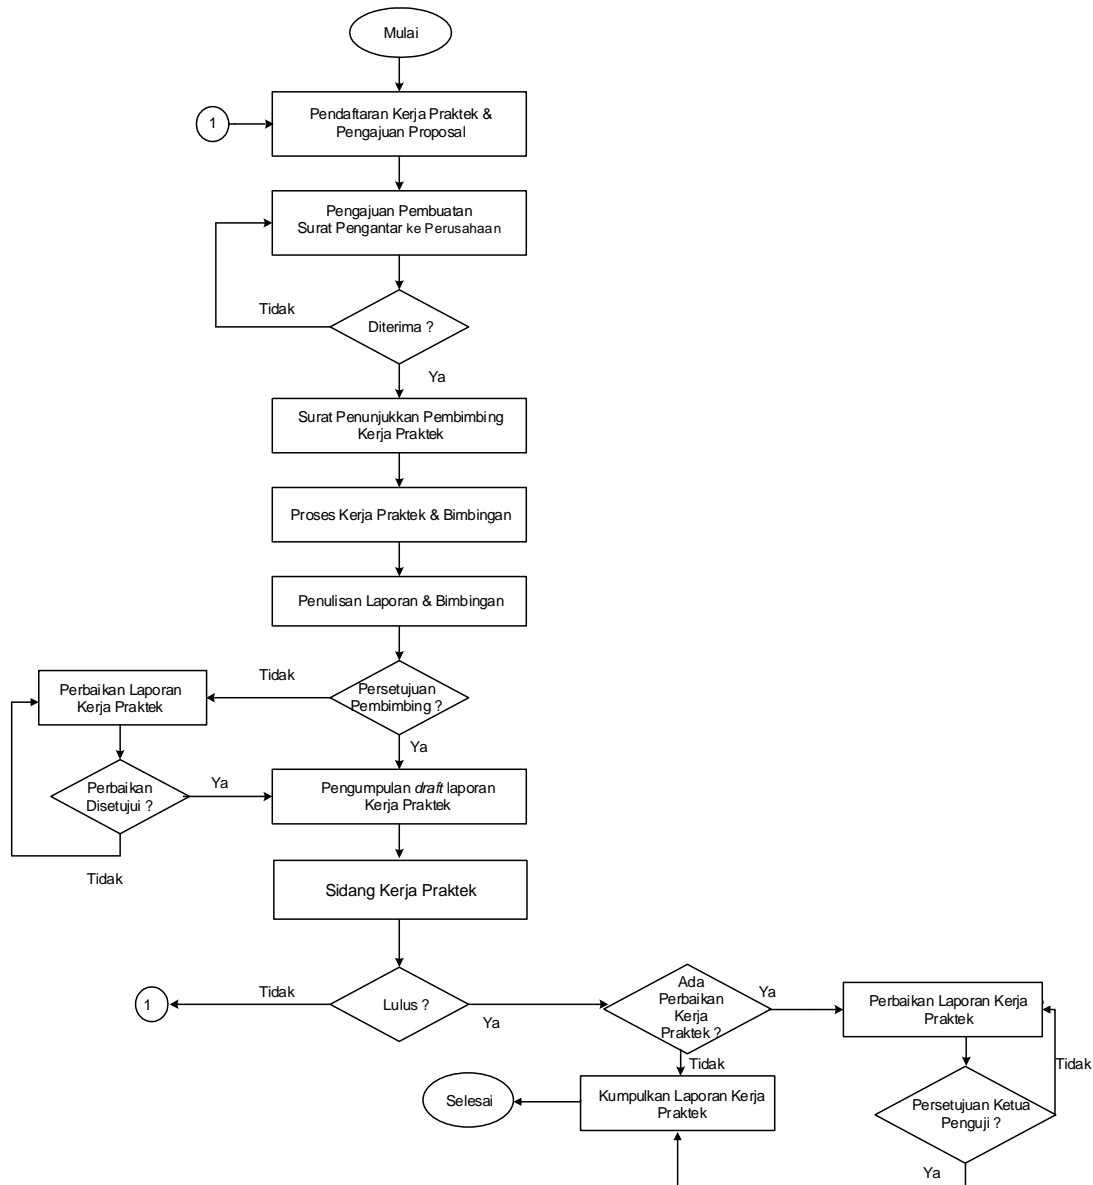 Mulai
1
Pendaftaran Kerja Praktek &
Pengajuan Proposal
Pengajuan Pembuatan
Surat Pengantar ke Perusahaan
Tidak
Diterima ?
Ya
Surat Penunjukkan Pembimbing
Kerja Praktek
Proses Kerja Praktek & Bimbingan
Penulisan Laporan & Bimbingan
Tidak
Persetujuan
Pembimbing ?
Perbaikan Laporan
Kerja Praktek
Ya
Perbaikan
Disetujui ?
Ya
Pengumpulan draft laporan
Kerja Praktek
Tidak
Sidang Kerja Praktek
1
Tidak
Lulus ?
Ya
Ada
Perbaikan
Kerja
Praktek ?
Ya
Perbaikan Laporan Kerja
Praktek
Tidak
Tidak
Selesai
Kumpulkan Laporan Kerja
Praktek
Persetujuan Ketua
Penguji ?
Ya